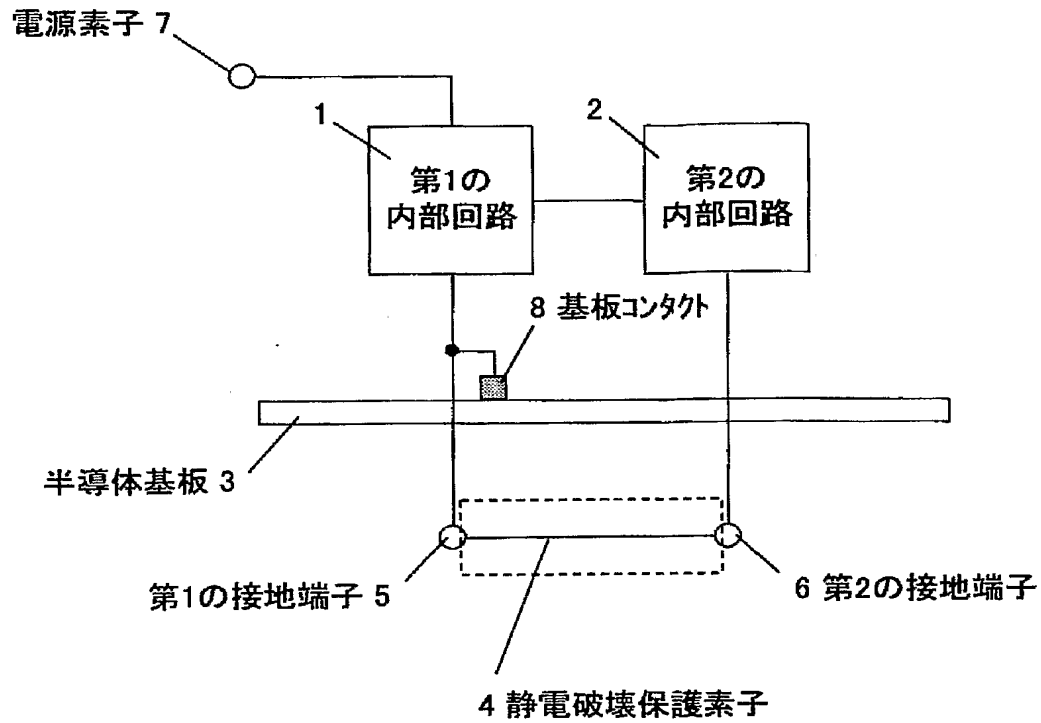 電源素子 7
1
2
第1の
内部回路
第2の
内部回路
8 基板コンタクト
半導体基板 3
第1の接地端子 5
6 第2の接地端子
4 静電破壊保護素子